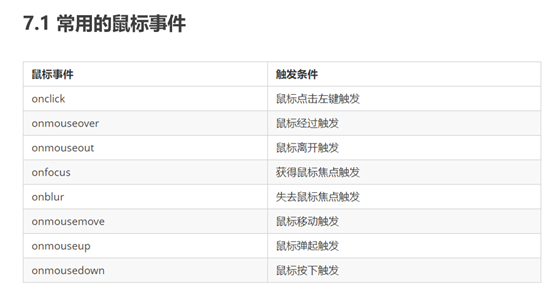 7.1 常用的鼠标事件
鼠标事件 触发条件
onclick 鼠标点击左键触发
onmouseover 鼠标经过触发
onmouseout 鼠标离开触发
onfocus 获得鼠标焦点触发
onblur 失去鼠标焦点触发
onmousemove 鼠标移动触发
onmouseup 鼠标弹起触发
onmousedown 鼠标按下触发